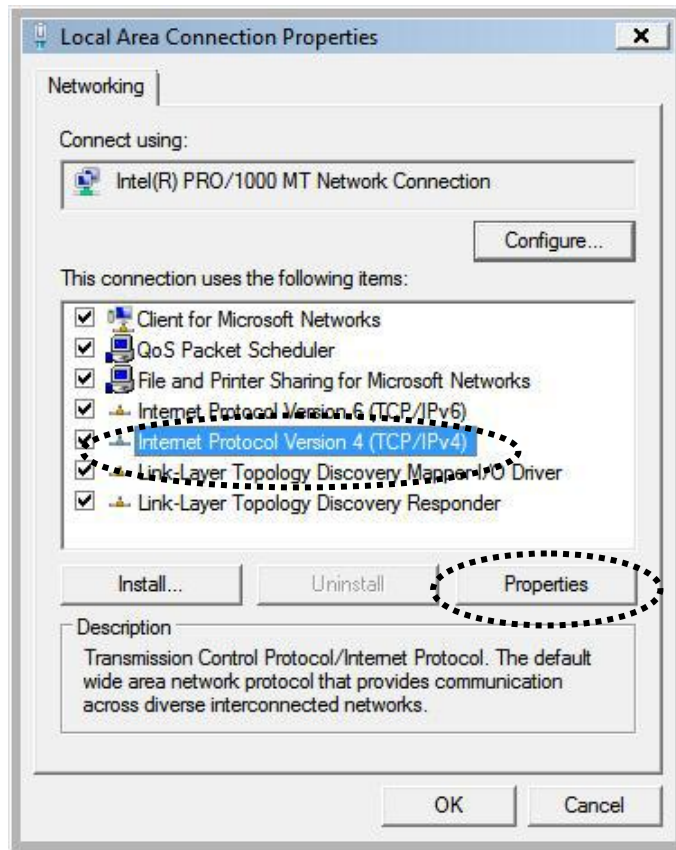 Local Area Connection Properties
Networking
Connect using:
Intel(R) PRO/1000 MT Network Connection
Configure...
This connection uses the following items:
Client for Microsoft Networks
QoS Packet Scheduler
File and Printer Sharing for Microsoft Networks
Internet Protocol Version 6 (TCP/IPv6)
Internet Protocol Version 4 (TCP/IPv4)
Link-Layer Topology Discovery Mapper I/O Driver
Link-Layer Topology Discovery Responder
Install...
Uninstall
Properties
Description
Transmission Control Protocol/Internet Protocol. The default
wide area network protocol that provides communication
across diverse interconnected networks.
OK
Cancel